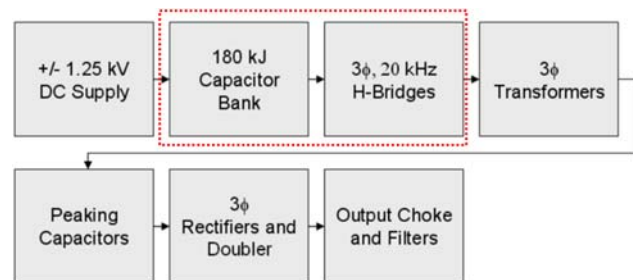 +/- 1.25 kV
DC Supply
180 kJ
Capacitor
Bank
3ϕ, 20 kHz
H-Bridges
3ϕ
Transformers
Peaking
Capacitors
3ϕ
Rectifiers and
Doubler
Output Choke
and Filters